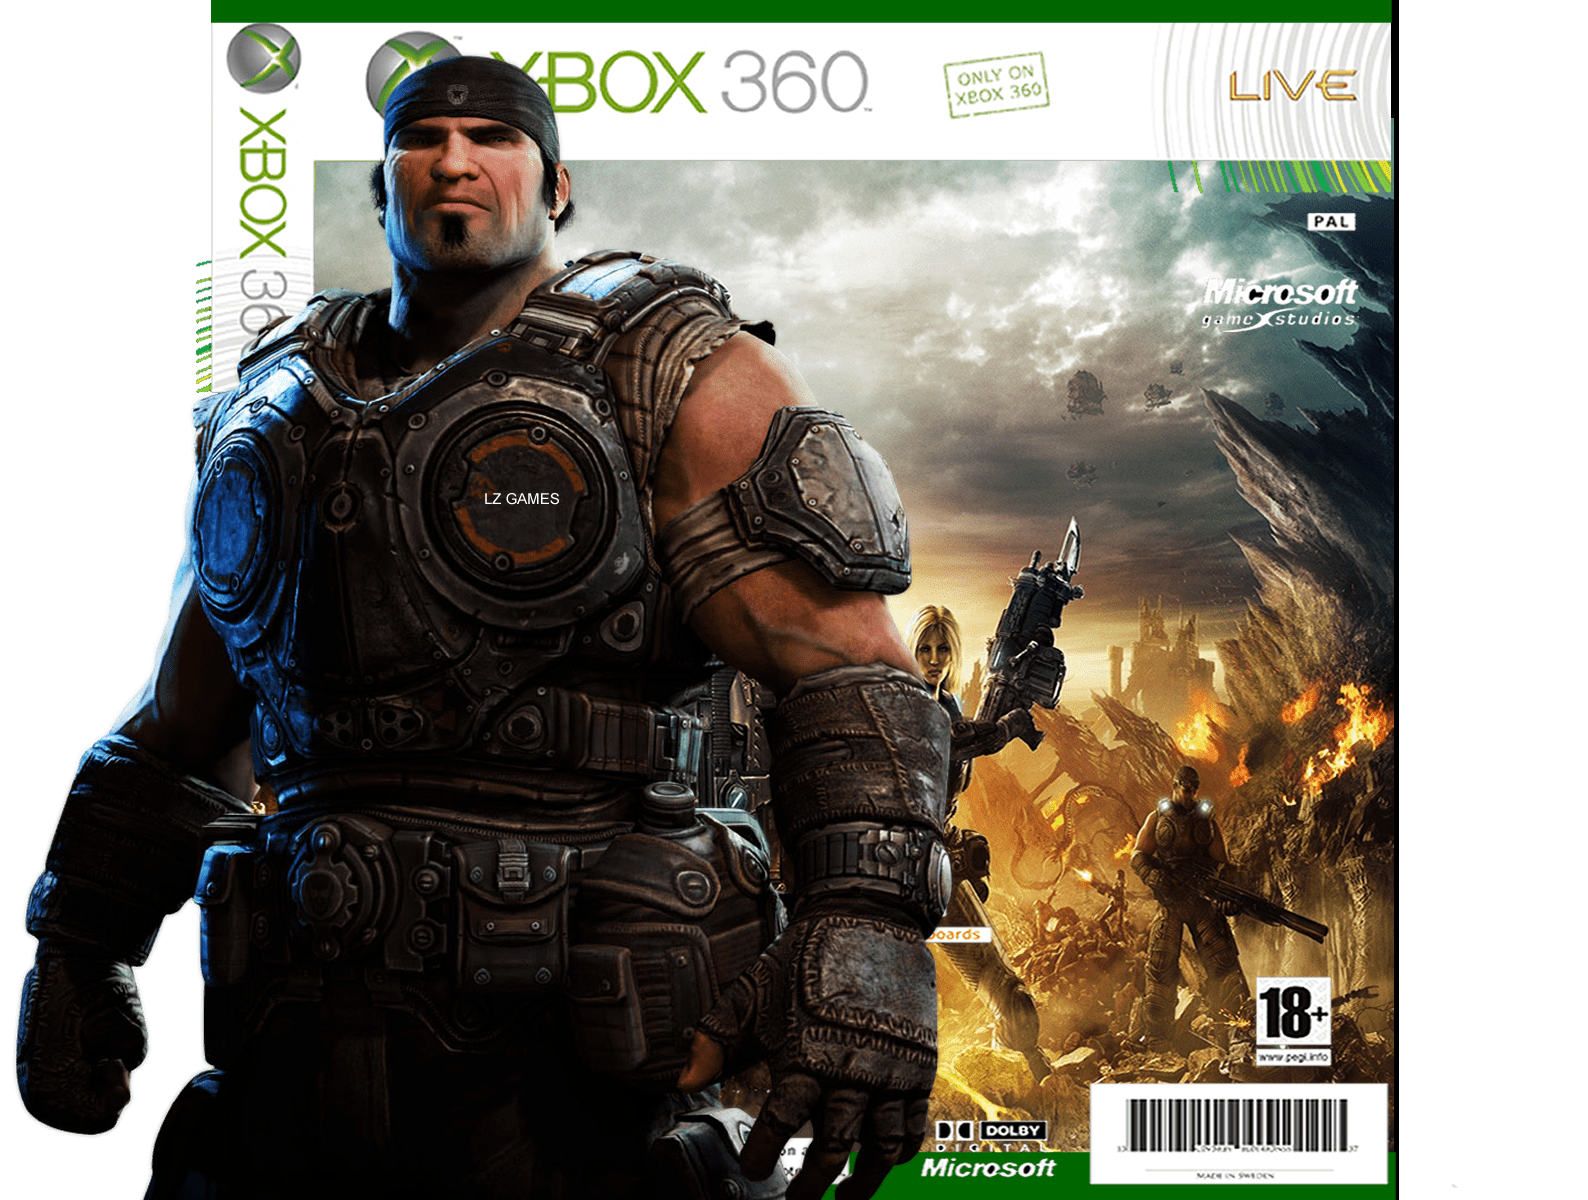 XBOX 360
XBOX 360
ONLY ON
XBOX 360
LIVE
PAL
Microsoft
game studios
LZ GAMES
boards
18+
www.pegi.info
DOLBY
DIGITAL
Microsoft
MADE IN SWEDEN